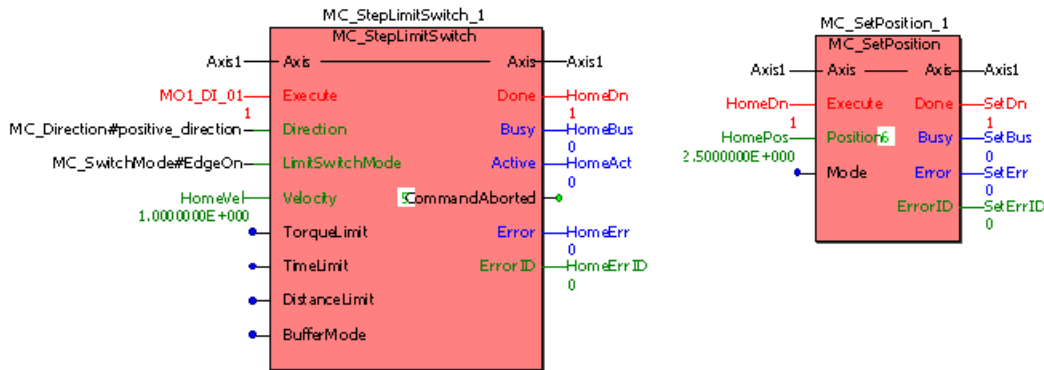 MC_StepLimitSwitch_1
MC_StepLimitSwitch
Axis1 Axis Axis Axis1
MO1_DI_01 Execute Done HomeDn
1 1
MC_Direction#positive_direction Direction Busy HomeBus
0
MC_SwitchMode#EdgeOn LimitSwitchMode Active HomeAct
0
HomeVel Velocity CommandAborted
1.0000000E+000
TorqueLimit Error HomeErr
0
TimeLimit ErrorID HomeErrID
0
DistanceLimit
BufferMode
MC_SetPosition_1
MC_SetPosition
Axis1 Axis Axis Axis1
HomeDn Execute Done SetDn
1 1
HomePos Position 6 Busy SetBus
2.5000000E+000 0
Mode Error SetErr
0
ErrorID SetErrID
0